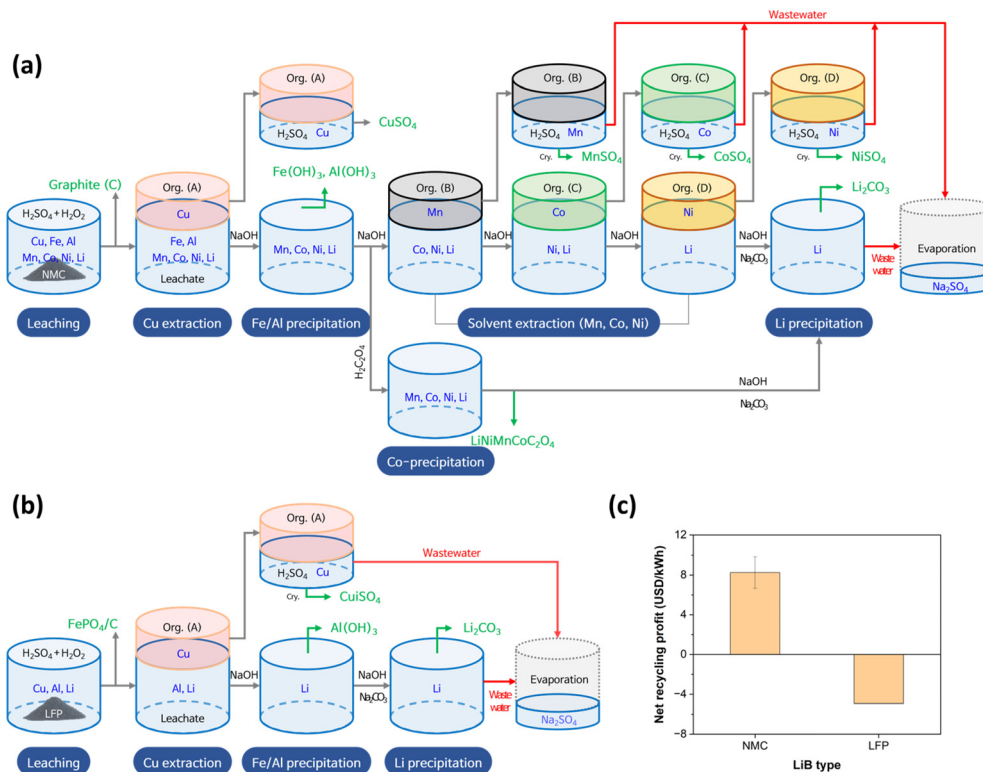 (a)
Wastewater
Org. (A)
H₂SO₄ Cu
CuSO₄
Org. (B)
H₂SO₄ Mn
Cry.
MnSO₄
Org. (C)
H₂SO₄ Co
Cry.
CoSO₄
Org. (D)
H₂SO₄ Ni
Cry.
NiSO₄
Graphite (C)
Fe(OH)₃, Al(OH)₃
Li₂CO₃
H₂SO₄+H₂O₂
Cu, Fe, Al
Mn, Co, Ni, Li
NMC
Leaching
Org. (A)
Cu
Fe, Al
Mn, Co, Ni, Li
Leachate
Cu extraction
NaOH
Mn, Co, Ni, Li
Fe/Al precipitation
NaOH
Org. (B)
Mn
Co, Ni, Li
NaOH
Org. (C)
Co
Ni, Li
NaOH
Org. (D)
Ni
Li
Solvent extraction (Mn, Co, Ni)
NaOH
Na₂CO₃
Li
Li precipitation
Waste
water
Evaporation
Na₂SO₄
H₂C₂O₄
Mn, Co, Ni, Li
Co-precipitation
LiNiMnCoC₂O₄
NaOH
Na₂CO₃
(b)
Org. (A)
H₂SO₄ Cu
Cry.
CuiSO₄
Wastewater
FePO₄/C
Al(OH)₃
Li₂CO₃
H₂SO₄+H₂O₂
Cu, Al, Li
LFP
Leaching
Org. (A)
Cu
Al, Li
Leachate
Cu extraction
NaOH
Li
Fe/Al precipitation
NaOH
Na₂CO₃
Li
Li precipitation
Waste
water
Evaporation
Na₂SO₄
(c)
Net recycling profit (USD/kWh)
12
8
4
0
−4
−8
NMC
LFP
LiB type